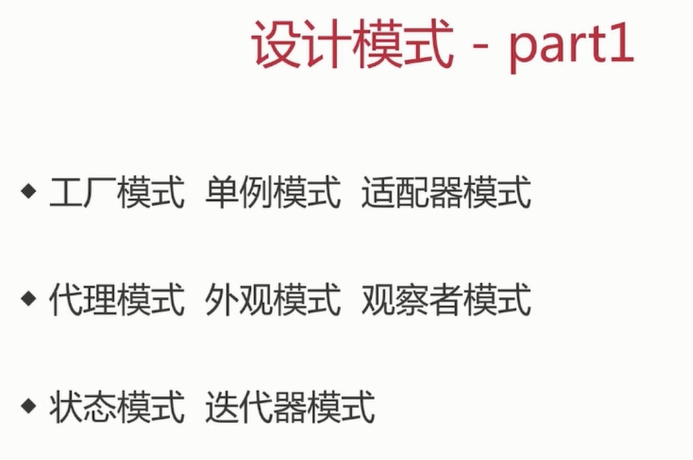 设计模式 - part1
◆ 工厂模式 单例模式 适配器模式
◆ 代理模式 外观模式 观察者模式
◆ 状态模式 迭代器模式